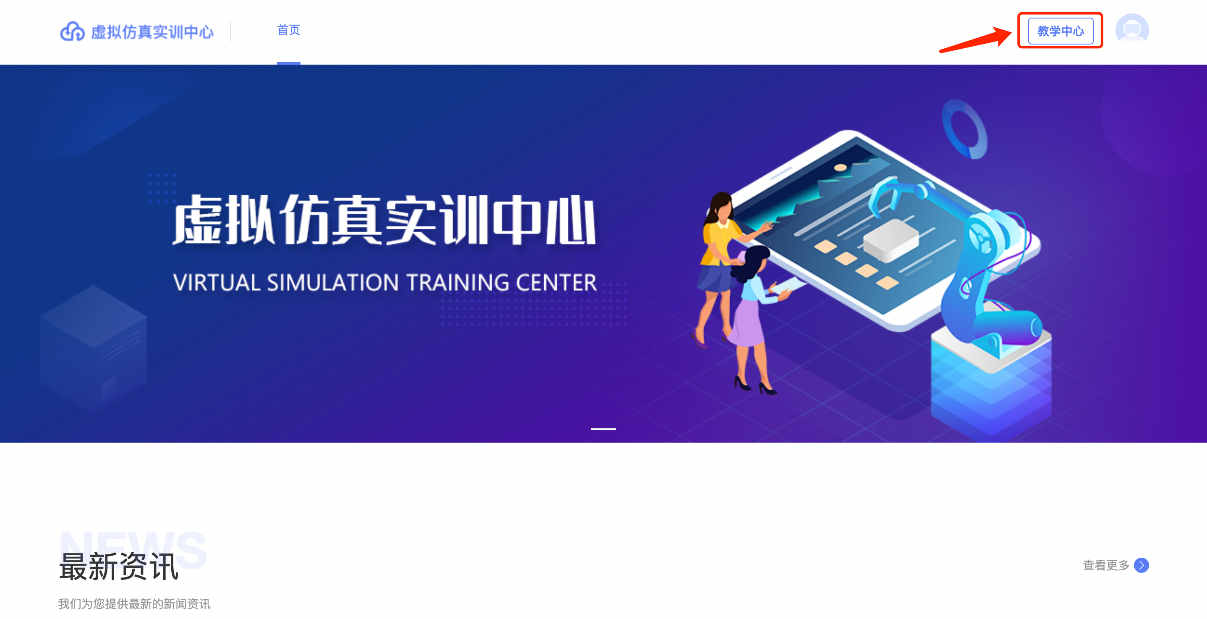 虚拟仿真实训中心
首页
教学中心
虚拟仿真实训中心
VIRTUAL SIMULATION TRAINING CENTER
NEWS
最新资讯
查看更多
我们为您提供最新的新闻资讯